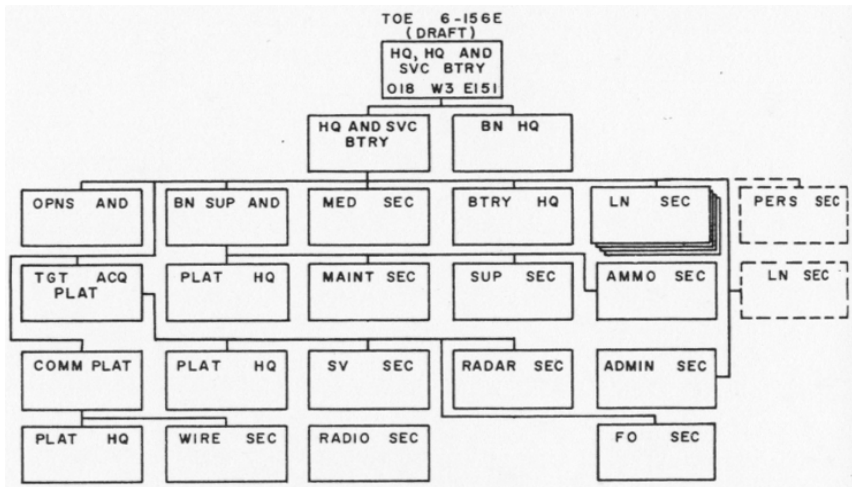 TOE 6-156E
(DRAFT)
HQ, HQ AND
SVC BTRY
O18 W3 E151
HQ AND SVC
BTRY
BN HQ
OPNS AND
BN SUP AND
MED SEC
BTRY HQ
LN SEC
PERS SEC
TGT ACQ
PLAT
PLAT HQ
MAINT SEC
SUP SEC
AMMO SEC
LN SEC
COMM PLAT
PLAT HQ
SV SEC
RADAR SEC
ADMIN SEC
PLAT HQ
WIRE SEC
RADIO SEC
FO SEC